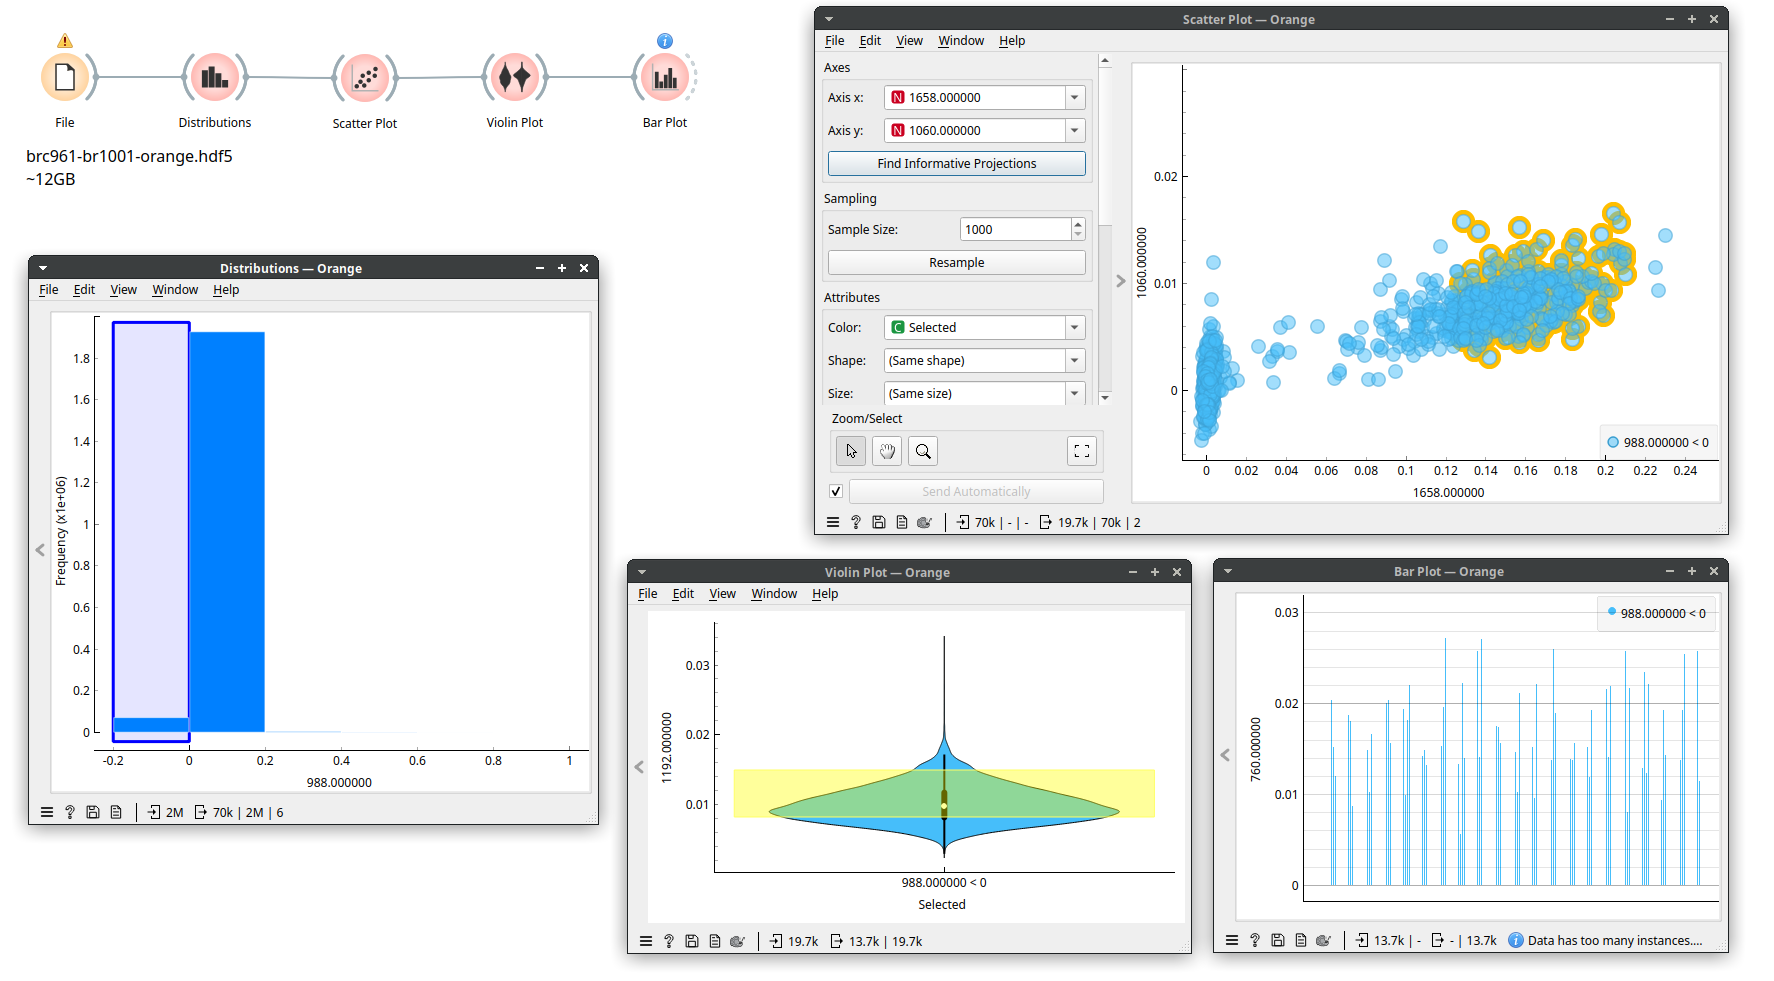 File
Distributions
Scatter Plot
Violin Plot
Bar Plot
brc961-br1001-orange.hdf5
~12GB
Scatter Plot — Orange
File Edit View Window Help
Axes
Axis x: N 1658.000000
Axis y: N 1060.000000
Find Informative Projections
Sampling
Sample Size: 1000
Resample
Attributes
Color: C Selected
Shape: (Same shape)
Size: (Same size)
Zoom/Select
Send Automatically
1060.000000
0.02
0.01
0
988.000000 < 0
0 0.02 0.04 0.06 0.08 0.1 0.12 0.14 0.16 0.18 0.2 0.22 0.24
1658.000000
70k | - | - 19.7k | 70k | 2
Distributions — Orange
File Edit View Window Help
Frequency (x1e+06)
1.8
1.6
1.4
1.2
1
0.8
0.6
0.4
0.2
0
-0.2 0 0.2 0.4 0.6 0.8 1
988.000000
2M 70k | 2M | 6
Violin Plot — Orange
File Edit View Window Help
1192.000000
0.03
0.02
0.01
988.000000 < 0
Selected
19.7k 13.7k | 19.7k
Bar Plot — Orange
760.000000
0.03
0.02
0.01
0
988.000000 < 0
13.7k | - - | 13.7k Data has too many instances....